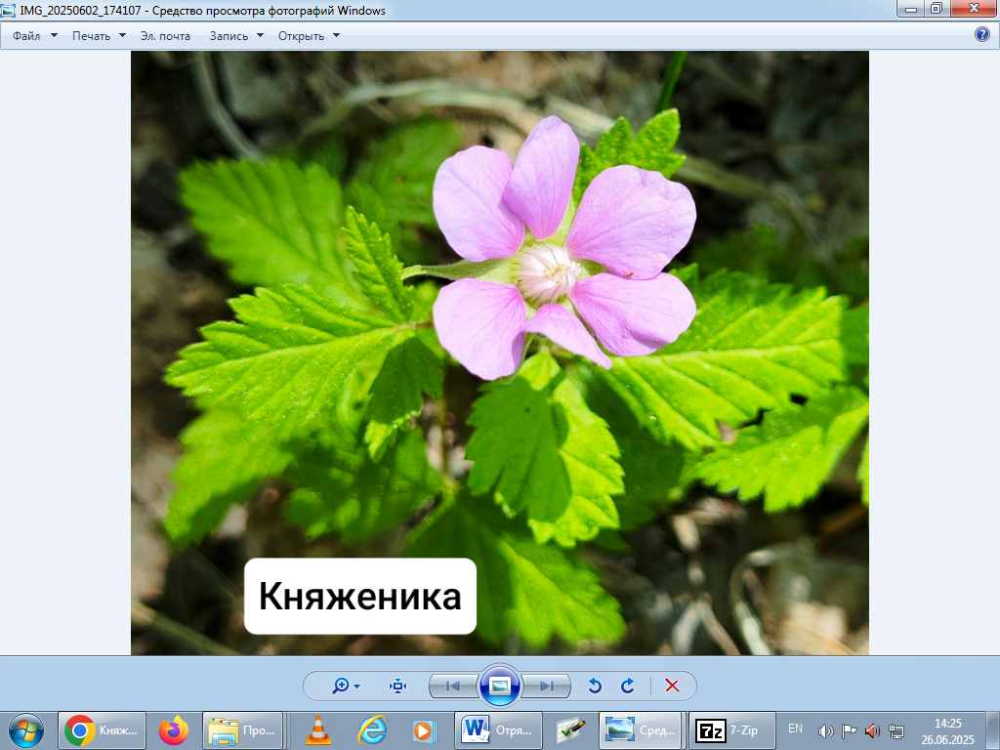 IMG_20250602_174107 - Средство просмотра фотографий Windows
Файл Печать Эл. почта Запись Открыть
Княженика
Княж... Про... Отря... Сред... 7z 7-Zip EN 14:25
26.06.2025